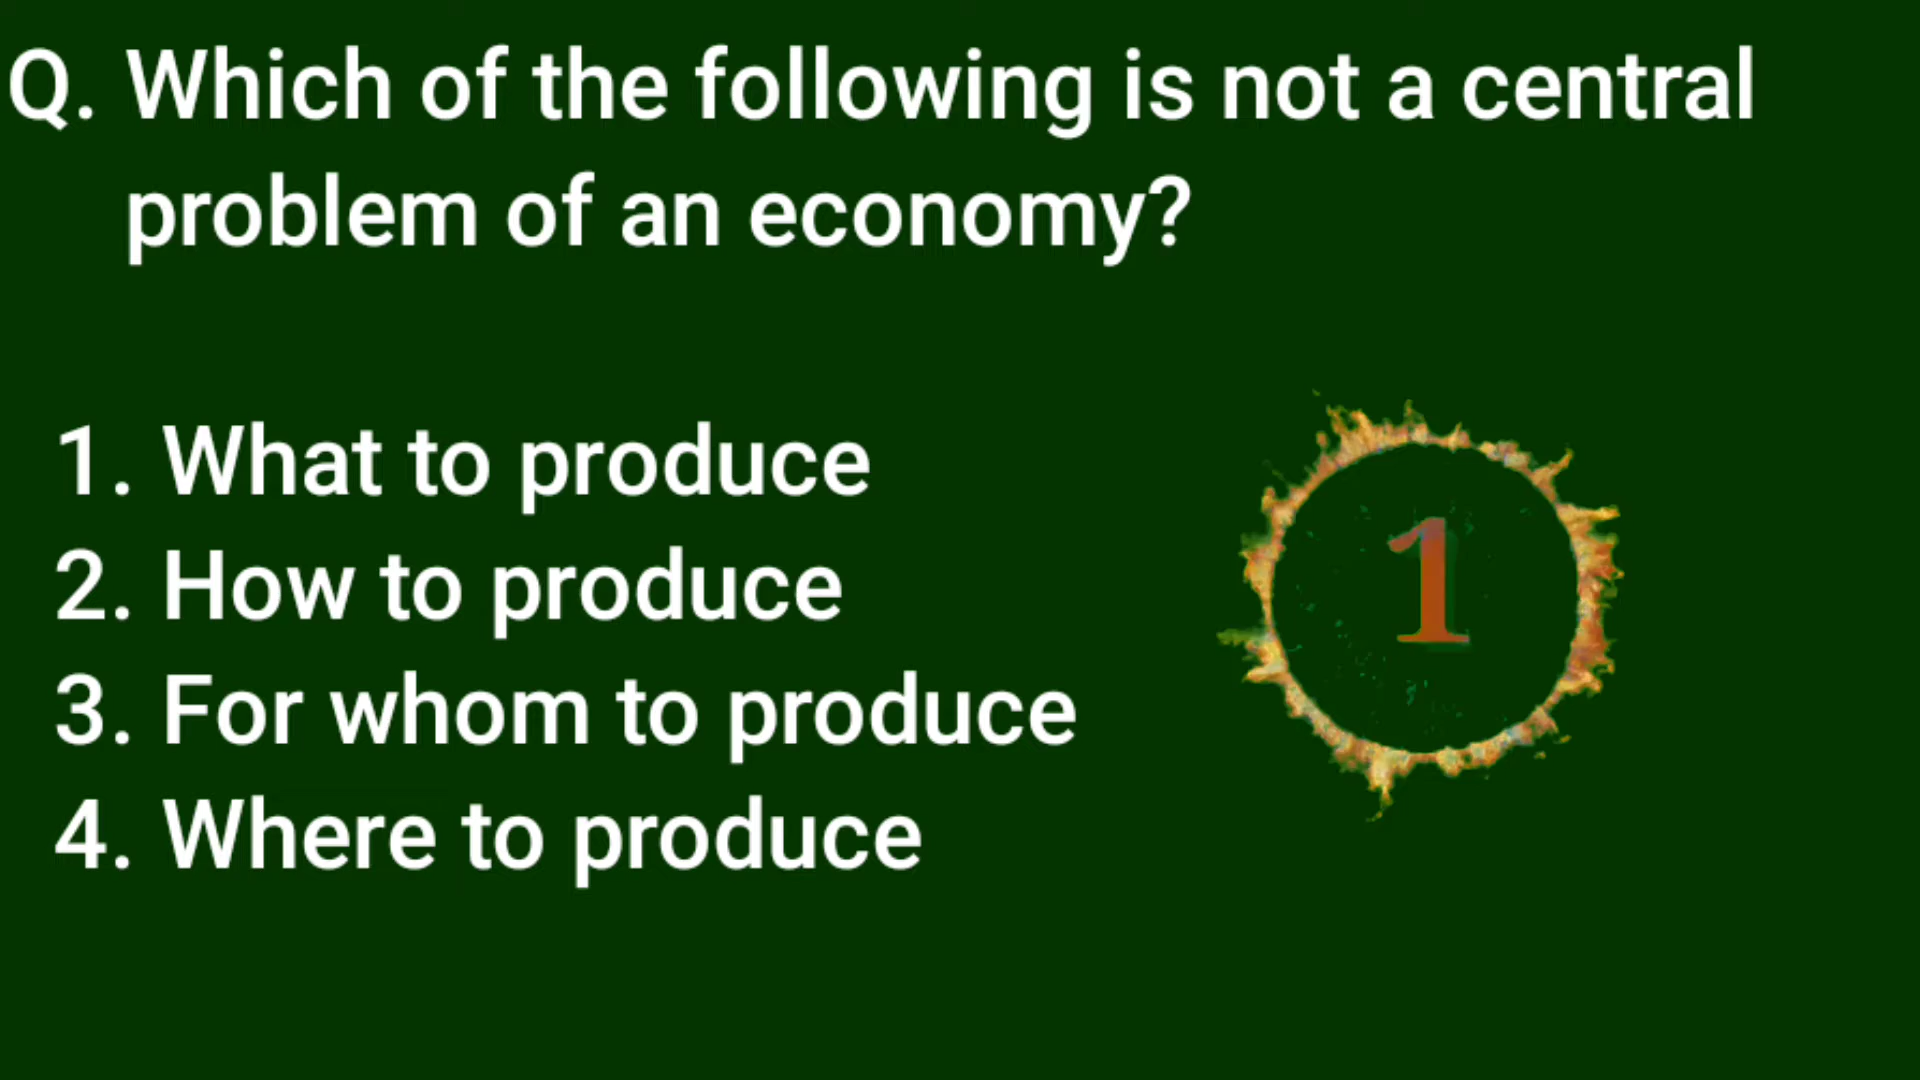 Q. Which of the following is not a central
problem of an economy?
1. What to produce
1
2. How to produce
3. For whom to produce
4. Where to produce